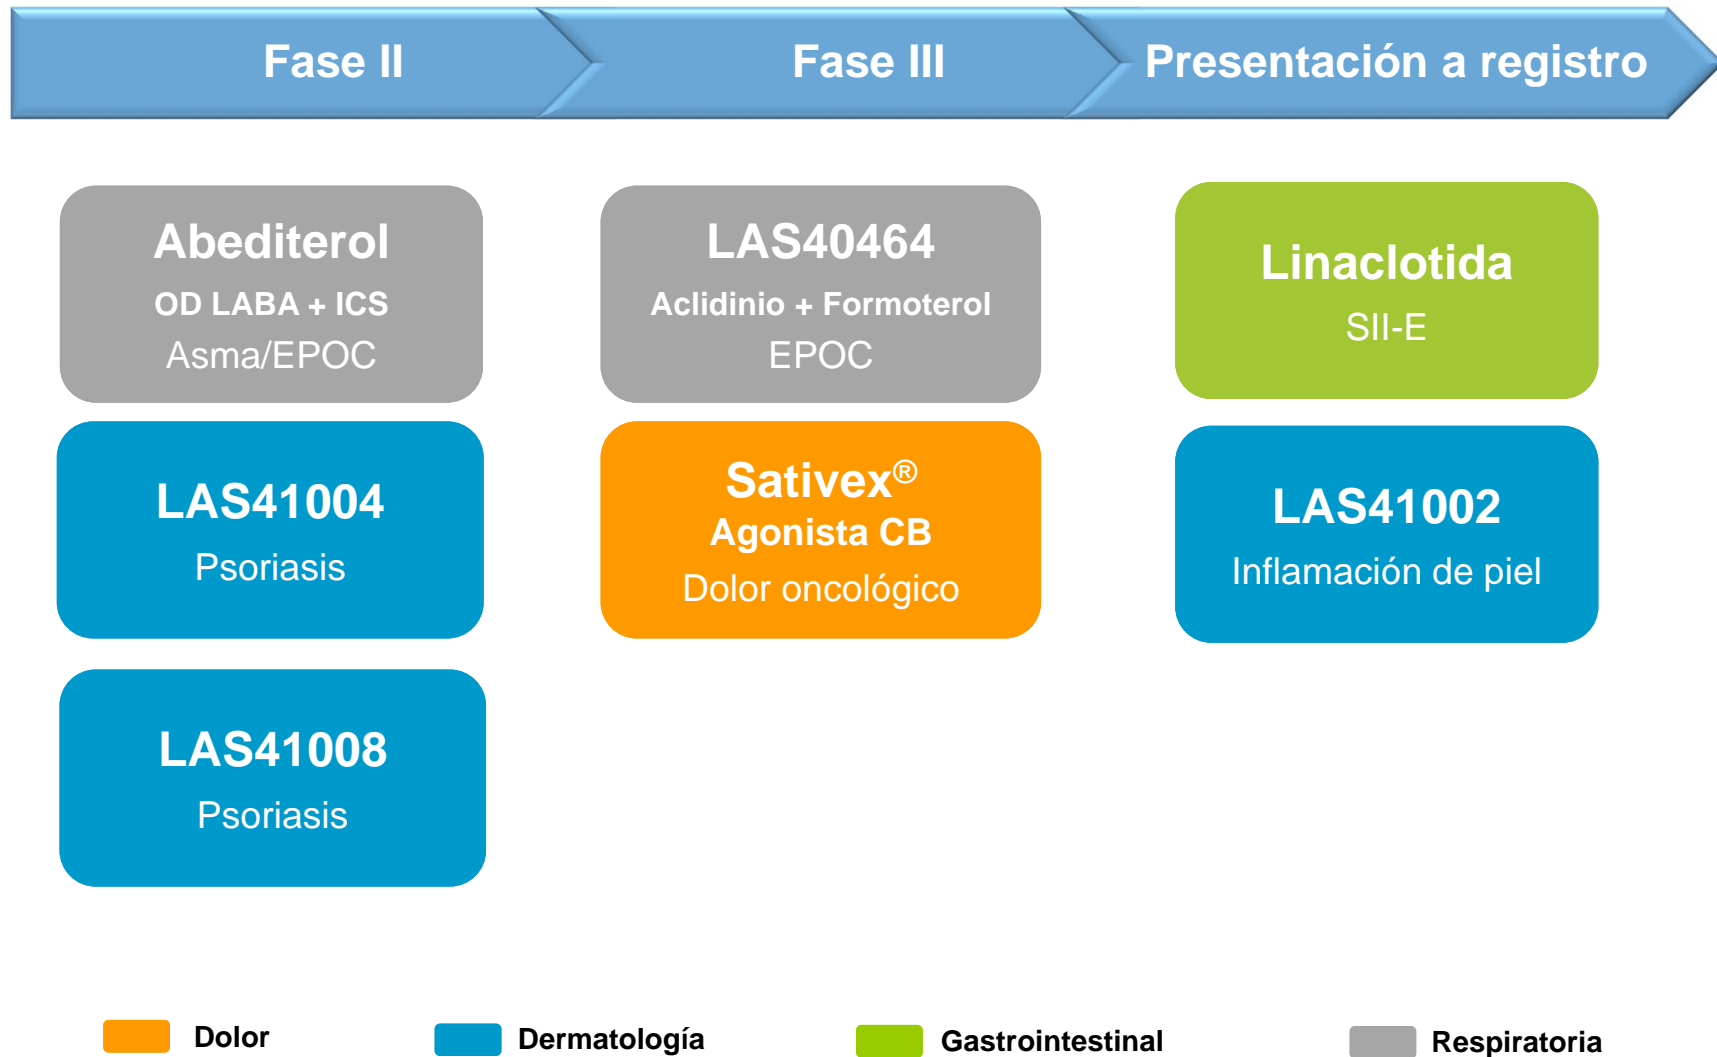 Fase II
Fase III
Presentación a registro
Abediterol
OD LABA + ICS
Asma/EPOC
LAS41004
Psoriasis
LAS41008
Psoriasis
LAS40464
Aclidinio + Formoterol
EPOC
Sativex®
Agonista CB
Dolor oncológico
Linaclotida
SII-E
LAS41002
Inflamación de piel
Dolor
Dermatología
Gastrointestinal
Respiratoria